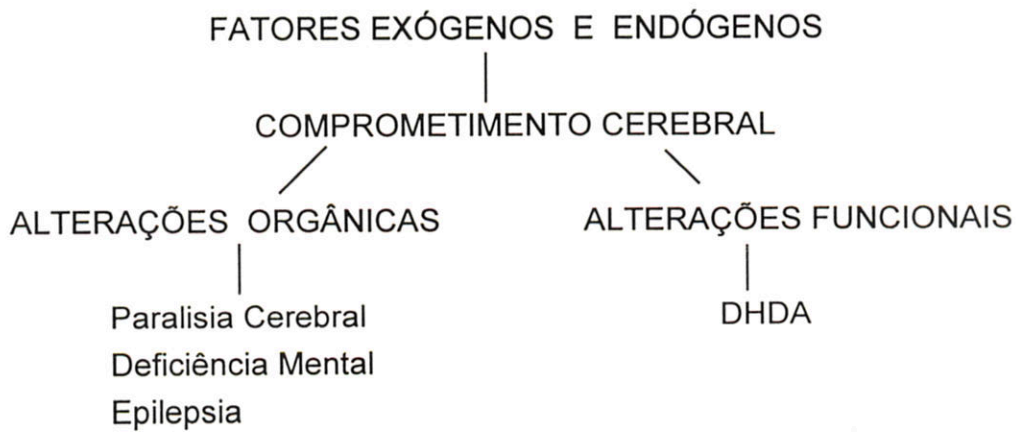 FATORES EXÓGENOS E ENDÓGENOS
COMPROMETIMENTO CEREBRAL
ALTERAÇÕES ORGÂNICAS
ALTERAÇÕES FUNCIONAIS
Paralisia Cerebral
Deficiência Mental
Epilepsia
DHDA